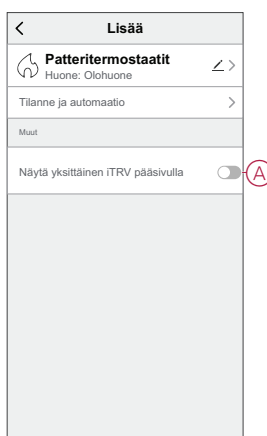 Lisää
Patteritermostaatit
Huone: Olohuone
Tilanne ja automaatio
Muut
Näytä yksittäinen iTRV pääsivulla
A